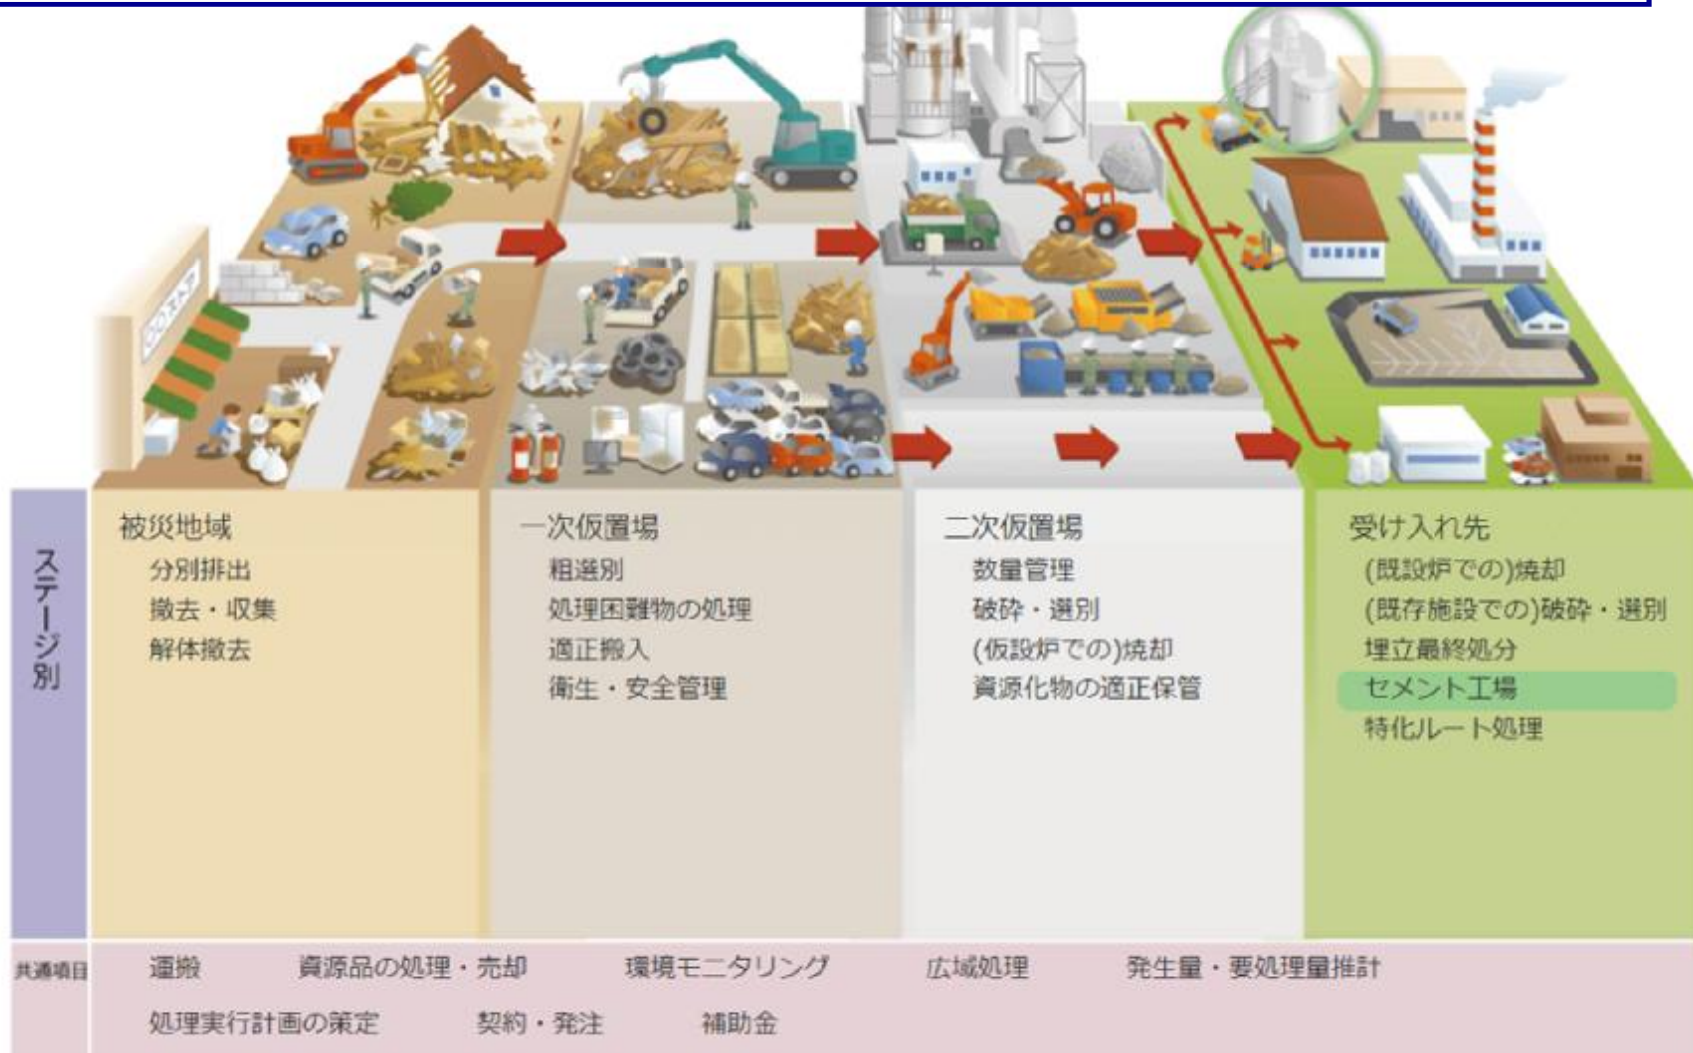 〇〇ストア
ステージ別
被災地域
分別排出
撤去・収集
解体撤去
一次仮置場
粗選別
処理困難物の処理
適正搬入
衛生・安全管理
二次仮置場
数量管理
破砕・選別
(仮設炉での)焼却
資源化物の適正保管
受け入れ先
(既設炉での)焼却
(既存施設での)破砕・選別
埋立最終処分
セメント工場
特化ルート処理
共通項目
運搬 資源品の処理・売却 環境モニタリング 広域処理 発生量・要処理量推計
処理実行計画の策定 契約・発注 補助金